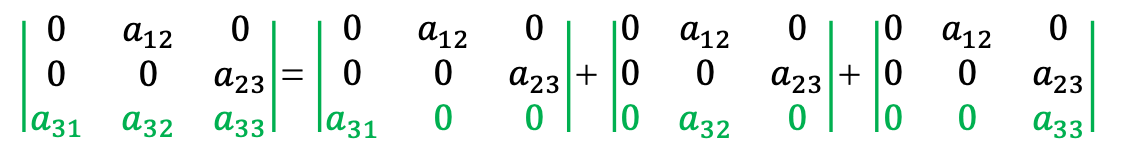 | 0 a₁₂ 0 | | 0 a₁₂ 0 | | 0 a₁₂ 0 | | 0 a₁₂ 0 |
| 0 0 a₂₃ | = | 0 0 a₂₃ | + | 0 0 a₂₃ | + | 0 0 a₂₃ |
| a₃₁ a₃₂ a₃₃ | | a₃₁ 0 0 | | 0 a₃₂ 0 | | 0 0 a₃₃ |